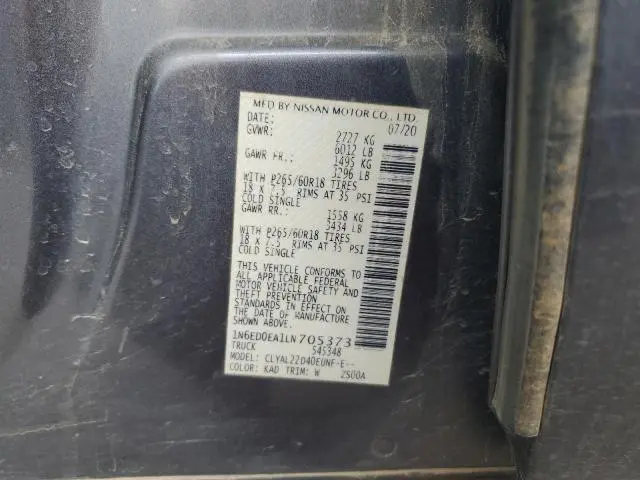 MFD BY NISSAN MOTOR CO., LTD.
DATE: 07/20
GVWR: 2727 KG
6012 LB
GAWR FR.: 1495 KG
3296 LB
WITH P265/60R18 TIRES
18 X 7.5 RIMS AT 35 PSI
COLD SINGLE
GAWR RR.: 1558 KG
3434 LB
WITH P265/60R18 TIRES
18 X 7.5 RIMS AT 35 PSI
COLD SINGLE
THIS VEHICLE CONFORMS TO
ALL APPLICABLE FEDERAL
MOTOR VEHICLE SAFETY AND
THEFT PREVENTION
STANDARDS IN EFFECT ON
THE DATE OF MANUFACTURE
SHOWN ABOVE.
1N6ED0EA1LN705373
TRUCK 545348
MODEL: CLYAL22D40EUNF-E--
COLOR: KAD TRIM: W 2S00A